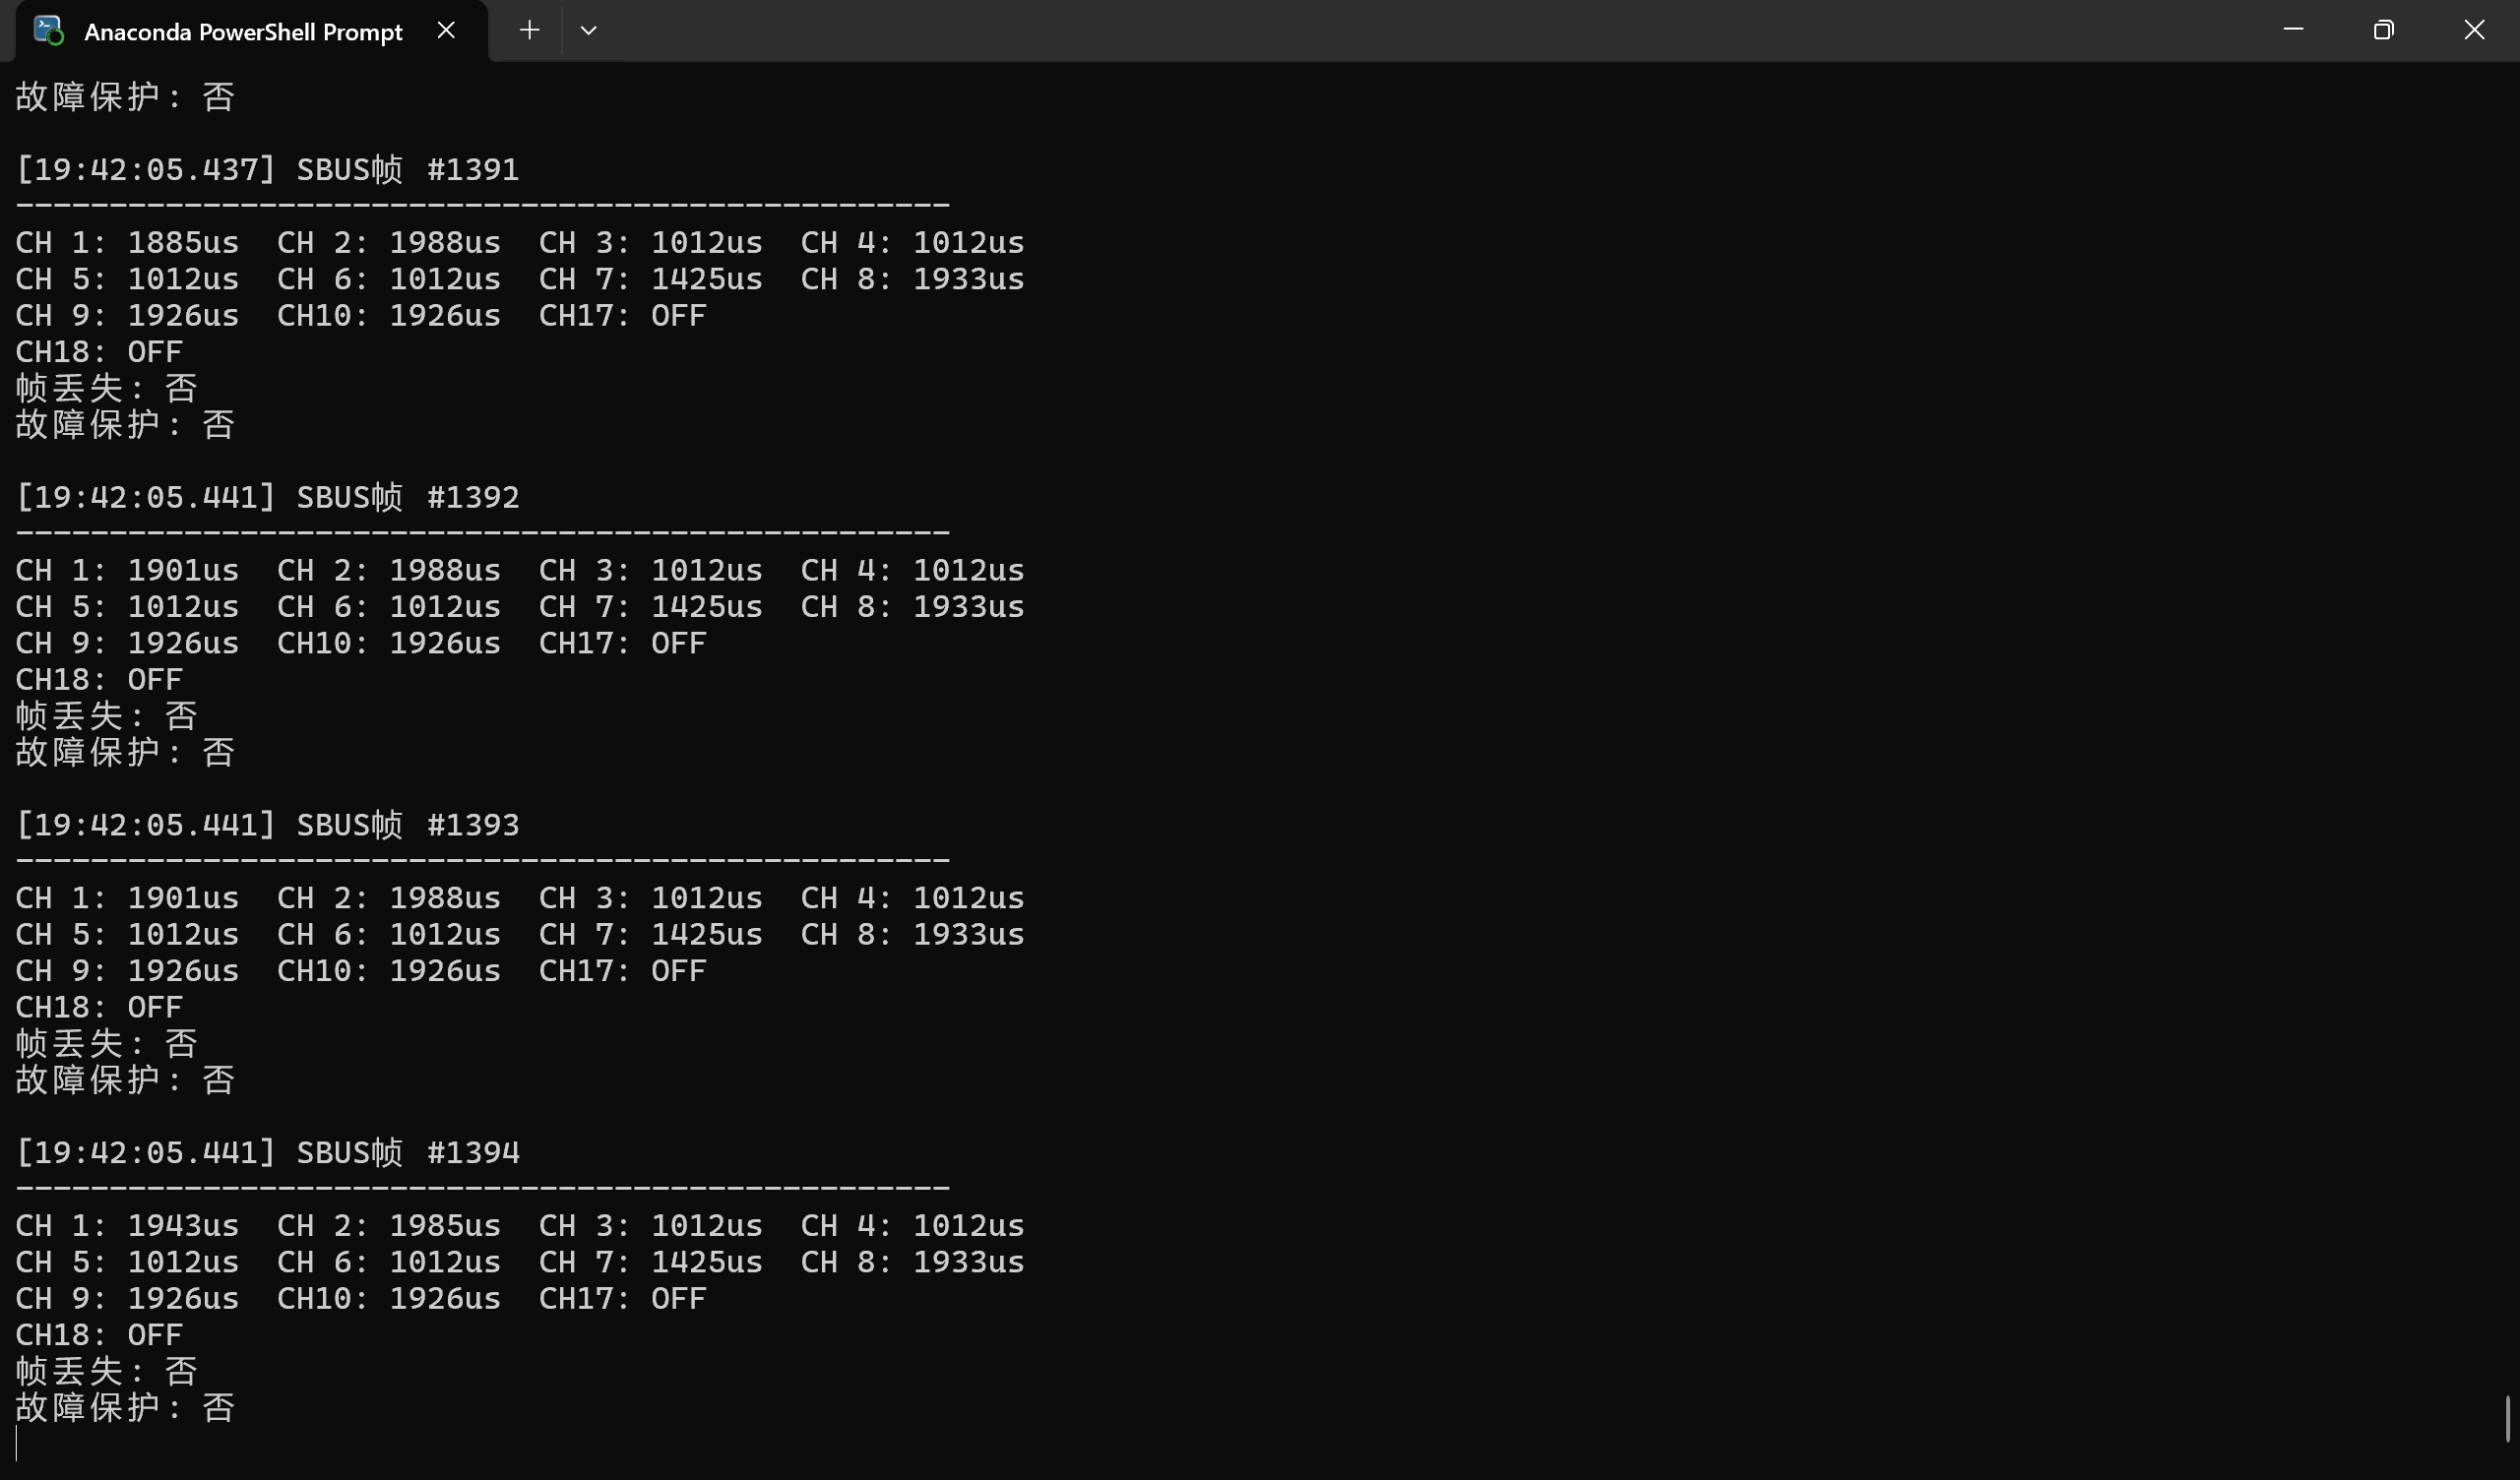 Anaconda PowerShell Prompt
故障保护: 否
[19:42:05.437] SBUS帧 #1391
--------------------------------------------------
CH 1: 1885us  CH 2: 1988us  CH 3: 1012us  CH 4: 1012us
CH 5: 1012us  CH 6: 1012us  CH 7: 1425us  CH 8: 1933us
CH 9: 1926us  CH10: 1926us  CH17: OFF
CH18: OFF
帧丢失: 否
故障保护: 否
[19:42:05.441] SBUS帧 #1392
--------------------------------------------------
CH 1: 1901us  CH 2: 1988us  CH 3: 1012us  CH 4: 1012us
CH 5: 1012us  CH 6: 1012us  CH 7: 1425us  CH 8: 1933us
CH 9: 1926us  CH10: 1926us  CH17: OFF
CH18: OFF
帧丢失: 否
故障保护: 否
[19:42:05.441] SBUS帧 #1393
--------------------------------------------------
CH 1: 1901us  CH 2: 1988us  CH 3: 1012us  CH 4: 1012us
CH 5: 1012us  CH 6: 1012us  CH 7: 1425us  CH 8: 1933us
CH 9: 1926us  CH10: 1926us  CH17: OFF
CH18: OFF
帧丢失: 否
故障保护: 否
[19:42:05.441] SBUS帧 #1394
--------------------------------------------------
CH 1: 1943us  CH 2: 1985us  CH 3: 1012us  CH 4: 1012us
CH 5: 1012us  CH 6: 1012us  CH 7: 1425us  CH 8: 1933us
CH 9: 1926us  CH10: 1926us  CH17: OFF
CH18: OFF
帧丢失: 否
故障保护: 否